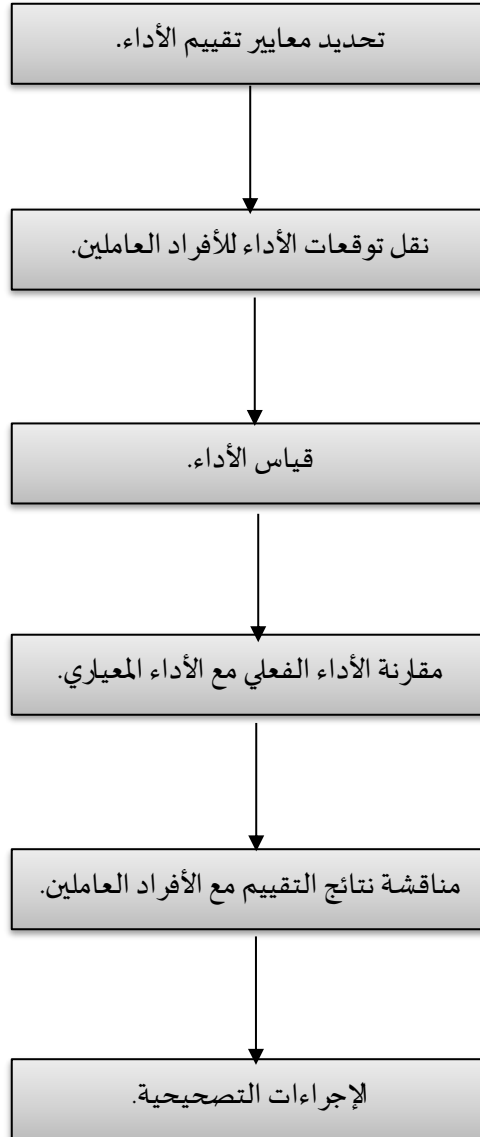 تحديد معايير تقييم الأداء.
نقل توقعات الأداء للأفراد العاملين.
قياس الأداء.
مقارنة الأداء الفعلي مع الأداء المعياري.
مناقشة نتائج التقييم مع الأفراد العاملين.
الإجراءات التصحيحية.